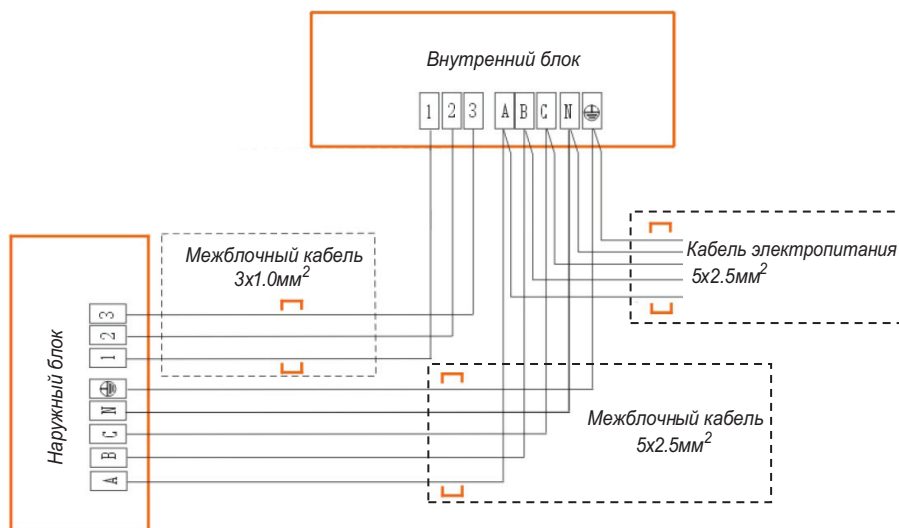 Внутренний блок
1 2 3 A B C N
Кабель электропитания
5x2.5мм²
Межблочный кабель
3x1.0мм²
Наружный блок
3
2
1
N
C
B
A
Межблочный кабель
5x2.5мм²